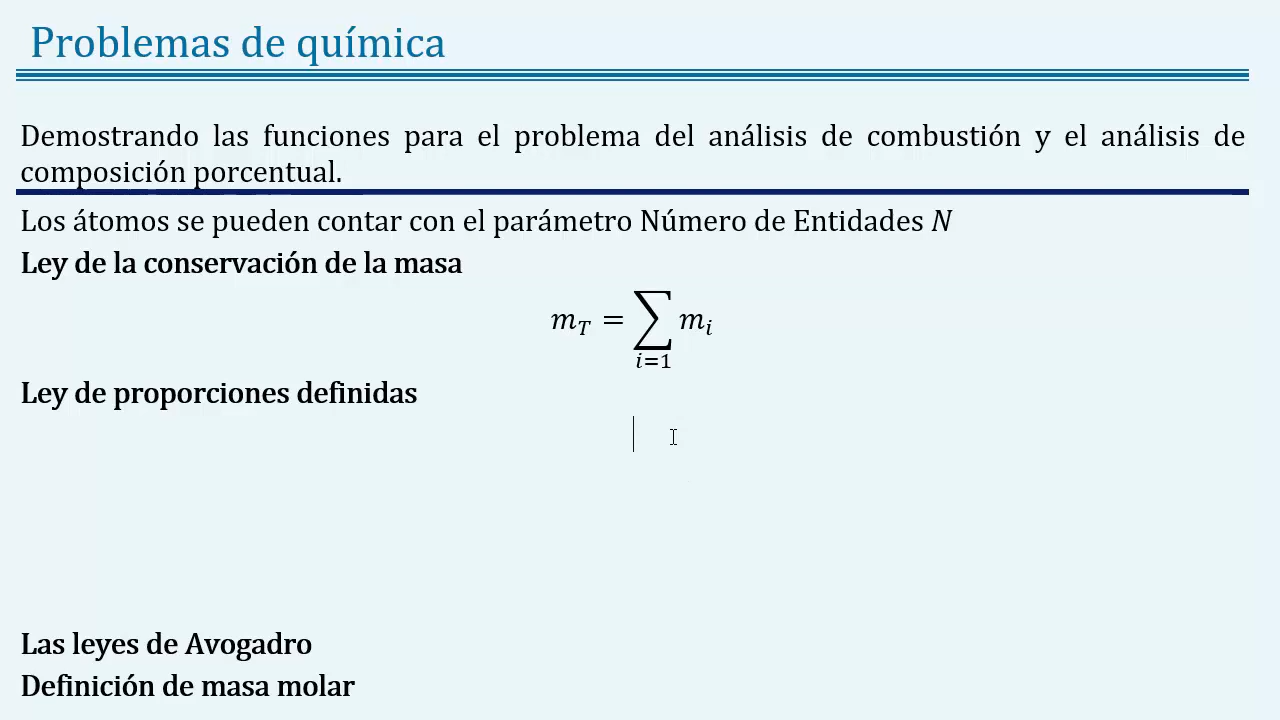 Problemas de química
Demostrando las funciones para el problema del análisis de combustión y el análisis de
composición porcentual.
Los átomos se pueden contar con el parámetro Número de Entidades N
Ley de la conservación de la masa
m_T = ∑_{i=1} m_i
Ley de proporciones definidas
Las leyes de Avogadro
Definición de masa molar